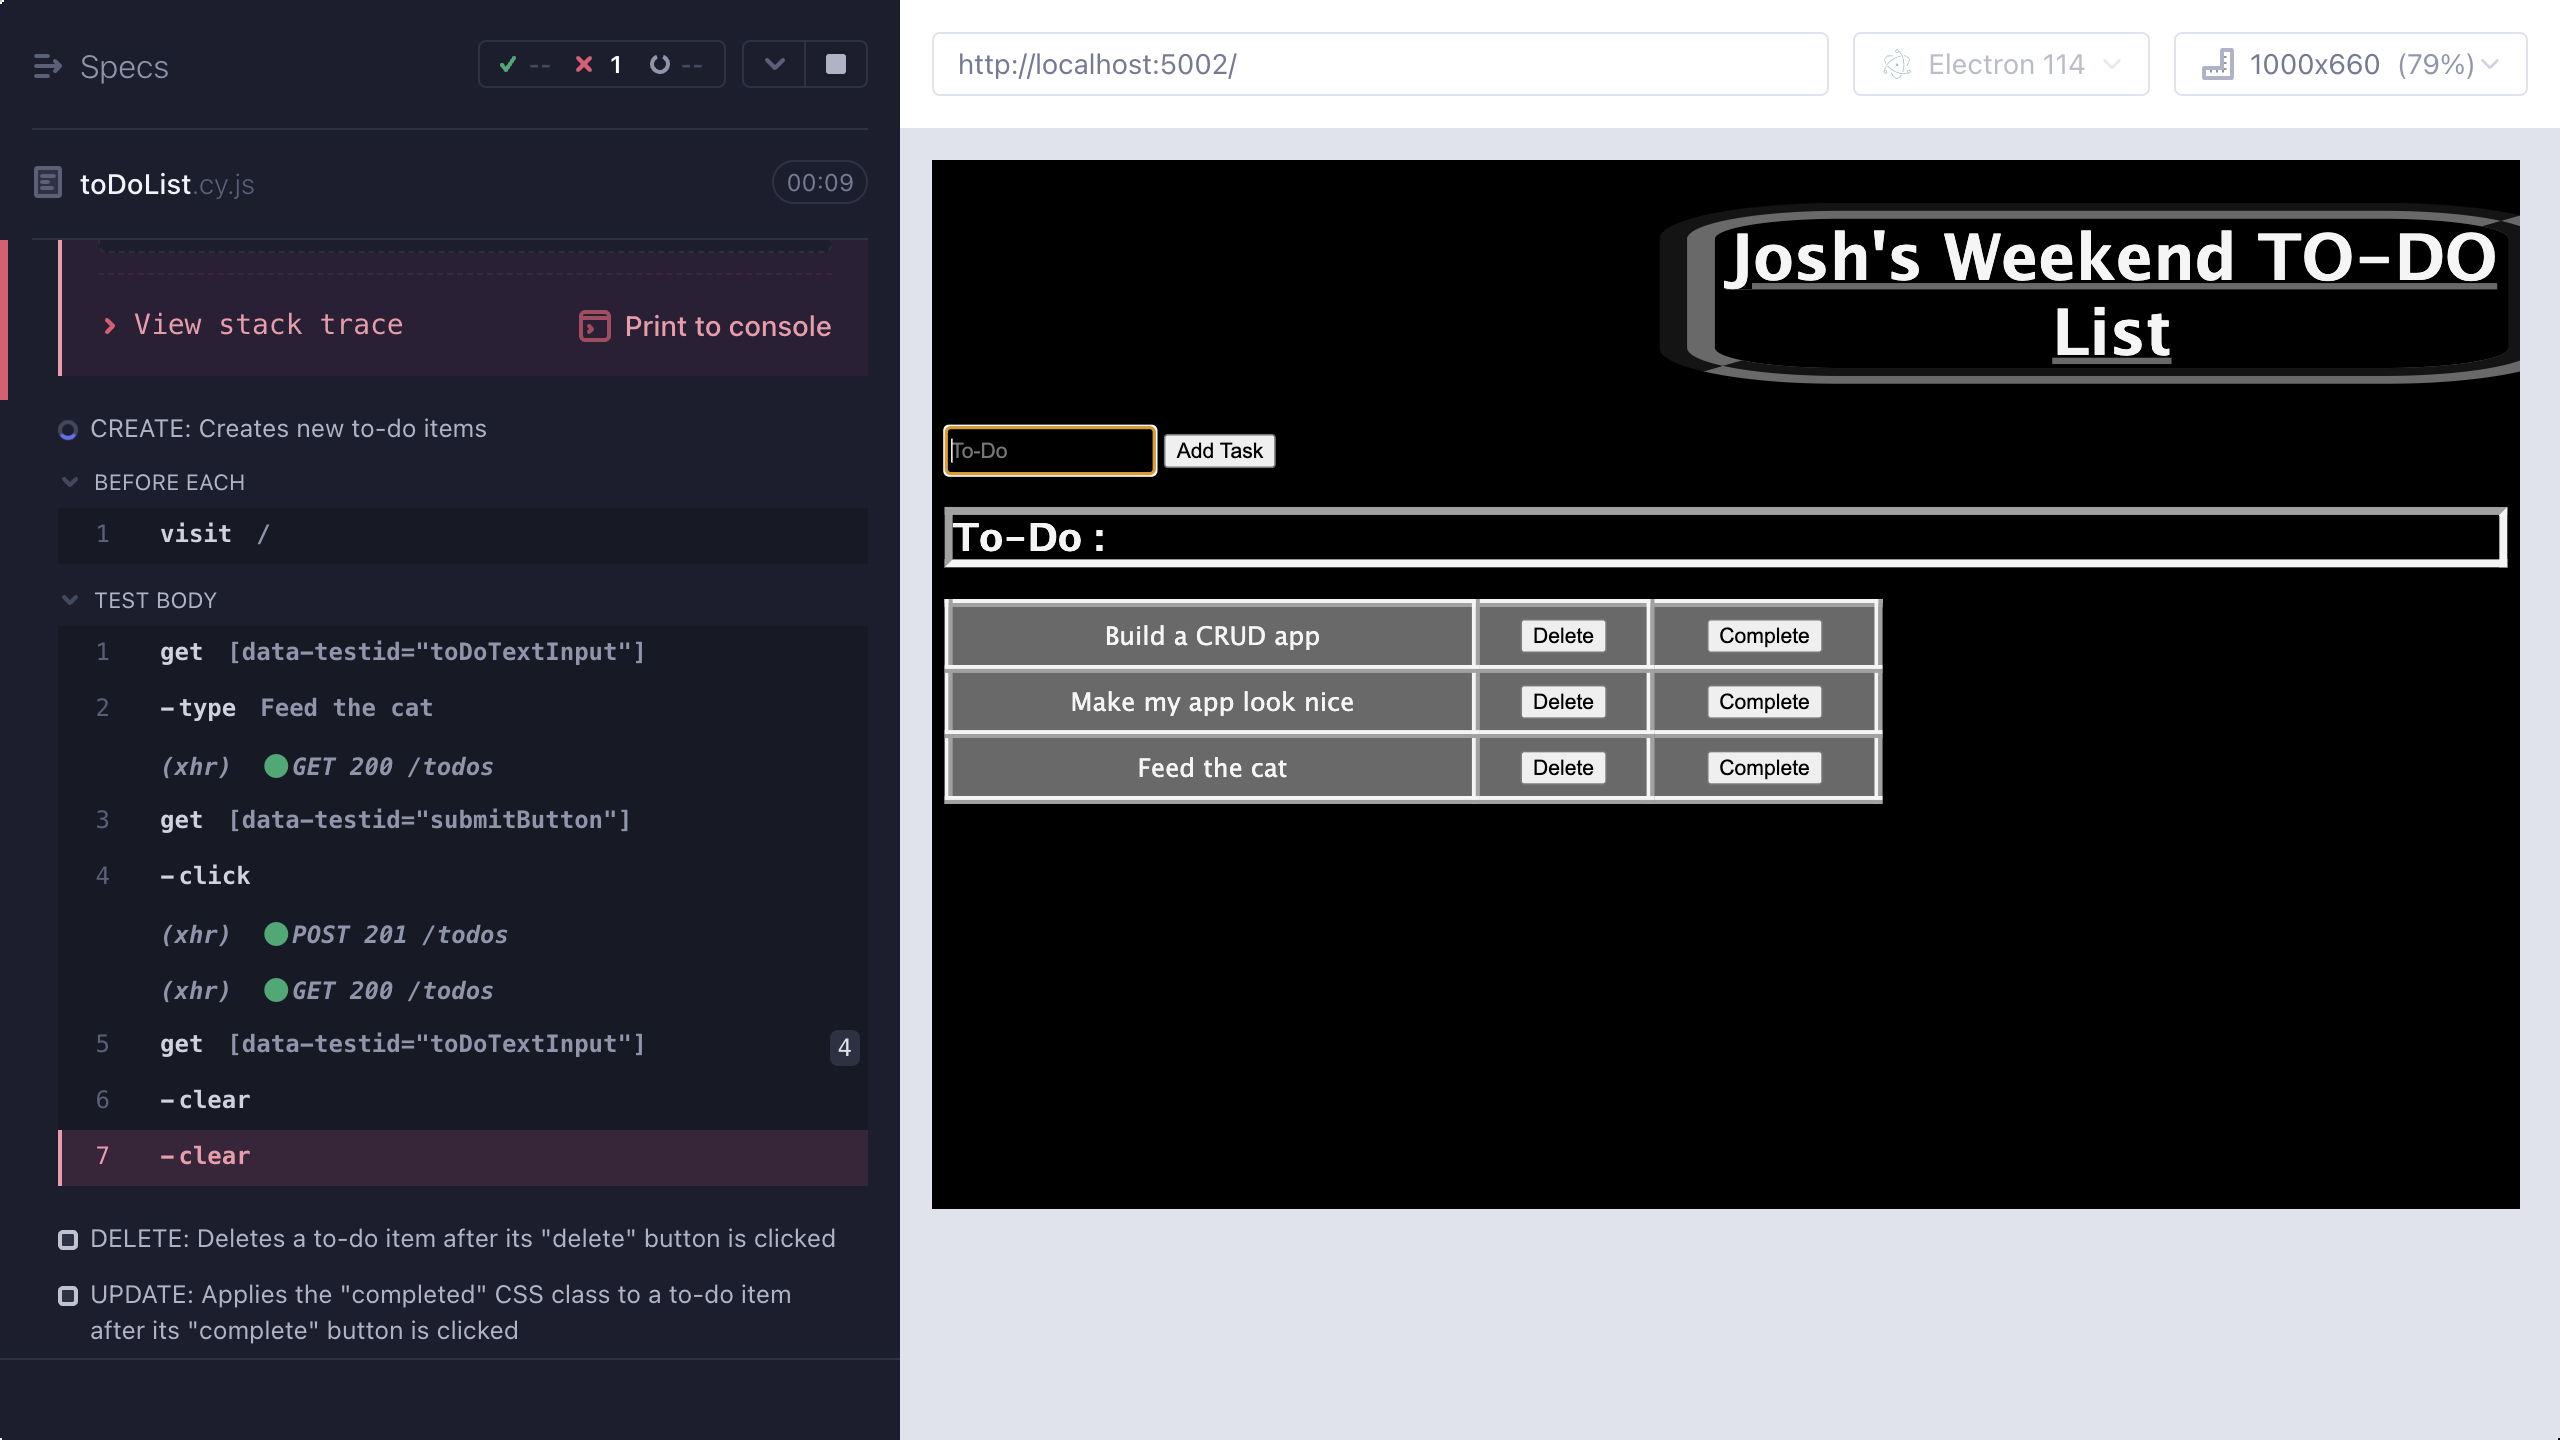 Specs
-- 1 --
toDoList.cy.js
00:09
View stack trace
Print to console
CREATE: Creates new to-do items
BEFORE EACH
1 visit /
TEST BODY
1 get [data-testid="toDoTextInput"]
2 -type Feed the cat
(xhr) GET 200 /todos
3 get [data-testid="submitButton"]
4 -click
(xhr) POST 201 /todos
(xhr) GET 200 /todos
5 get [data-testid="toDoTextInput"] 4
6 -clear
7 -clear
DELETE: Deletes a to-do item after its "delete" button is clicked
UPDATE: Applies the "completed" CSS class to a to-do item
after its "complete" button is clicked
http://localhost:5002/
Electron 114
1000x660 (79%)
Josh's Weekend TO-DO
List
To-Do
Add Task
To-Do :
Build a CRUD app Delete Complete
Make my app look nice Delete Complete
Feed the cat Delete Complete